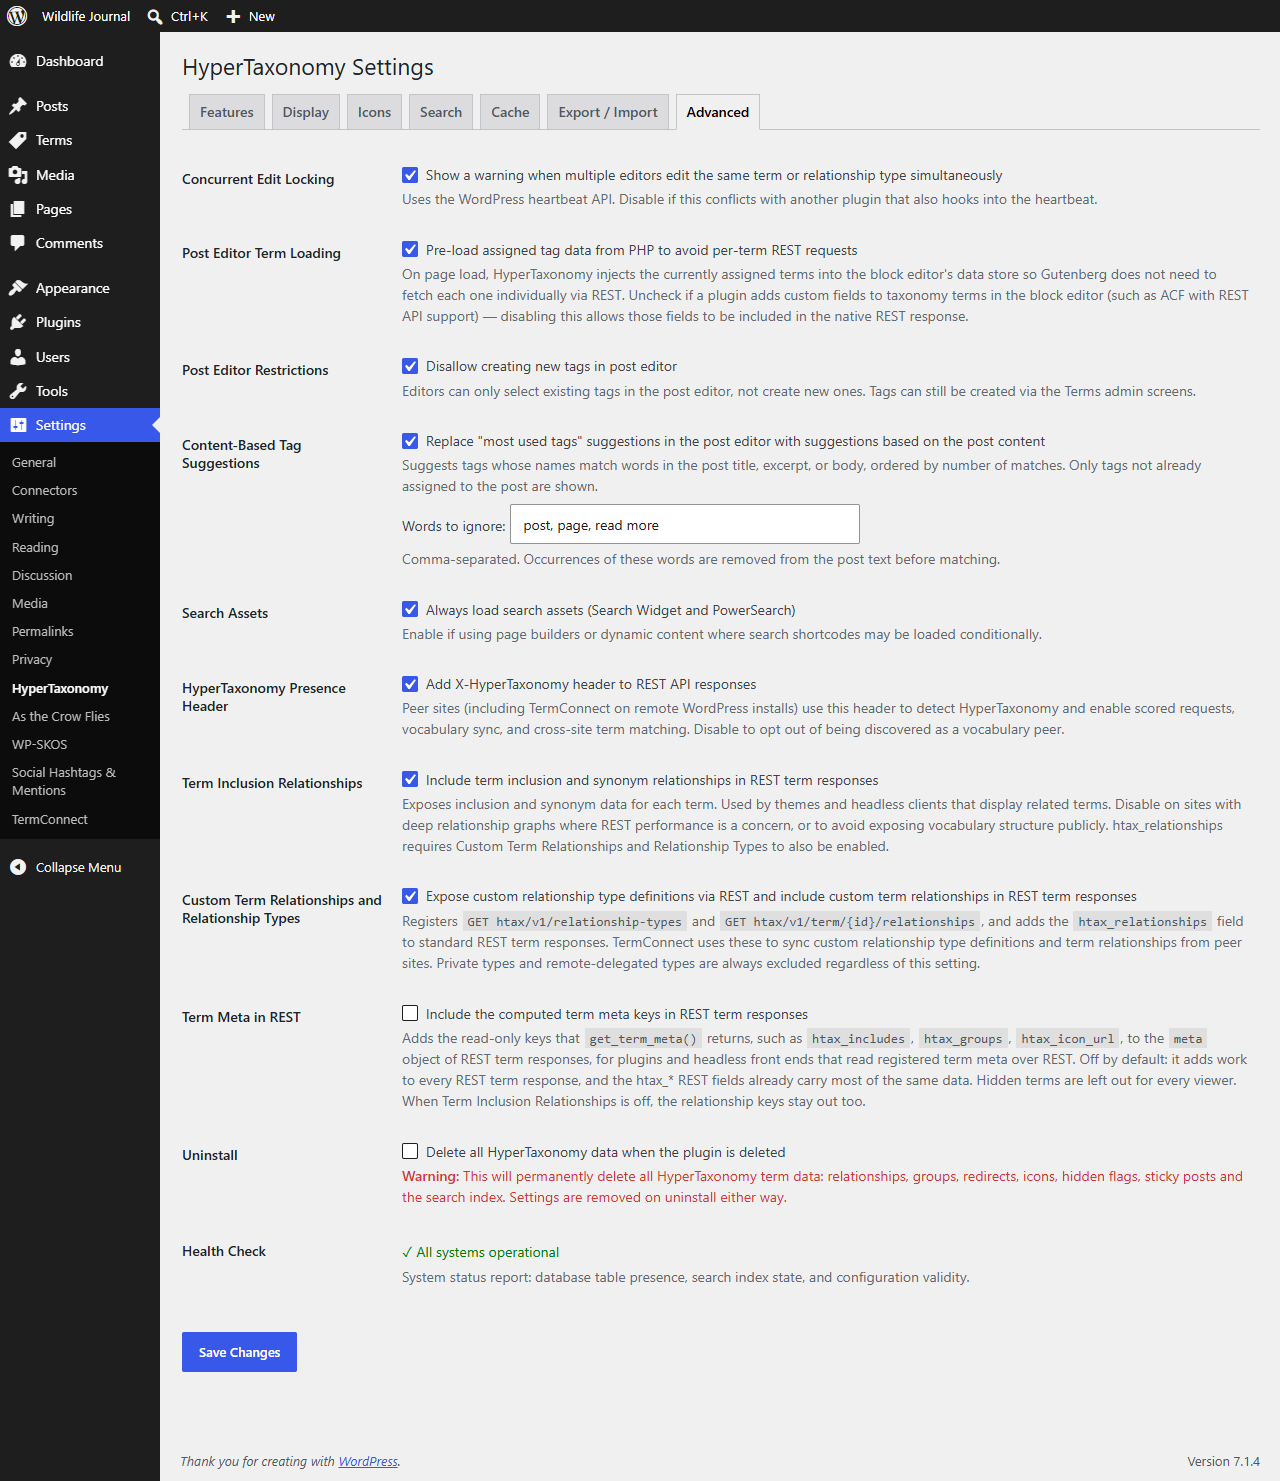 Wildlife Journal
Ctrl+K
New
Dashboard
Posts
Terms
Media
Pages
Comments
Appearance
Plugins
Users
Tools
Settings
General
Connectors
Writing
Reading
Discussion
Media
Permalinks
Privacy
HyperTaxonomy
As the Crow Flies
WP-SKOS
Social Hashtags &
Mentions
TermConnect
Collapse Menu
HyperTaxonomy Settings
Features
Display
Icons
Search
Cache
Export / Import
Advanced
Concurrent Edit Locking
Show a warning when multiple editors edit the same term or relationship type simultaneously
Uses the WordPress heartbeat API. Disable if this conflicts with another plugin that also hooks into the heartbeat.
Post Editor Term Loading
Pre-load assigned tag data from PHP to avoid per-term REST requests
On page load, HyperTaxonomy injects the currently assigned terms into the block editor's data store so Gutenberg does not need to
fetch each one individually via REST. Uncheck if a plugin adds custom fields to taxonomy terms in the block editor (such as ACF with REST
API support) — disabling this allows those fields to be included in the native REST response.
Post Editor Restrictions
Disallow creating new tags in post editor
Editors can only select existing tags in the post editor, not create new ones. Tags can still be created via the Terms admin screens.
Content-Based Tag
Suggestions
Replace "most used tags" suggestions in the post editor with suggestions based on the post content
Suggests tags whose names match words in the post title, excerpt, or body, ordered by number of matches. Only tags not already
assigned to the post are shown.
Words to ignore: post, page, read more
Comma-separated. Occurrences of these words are removed from the post text before matching.
Search Assets
Always load search assets (Search Widget and PowerSearch)
Enable if using page builders or dynamic content where search shortcodes may be loaded conditionally.
HyperTaxonomy Presence
Header
Add X-HyperTaxonomy header to REST API responses
Peer sites (including TermConnect on remote WordPress installs) use this header to detect HyperTaxonomy and enable scored requests,
vocabulary sync, and cross-site term matching. Disable to opt out of being discovered as a vocabulary peer.
Term Inclusion Relationships
Include term inclusion and synonym relationships in REST term responses
Exposes inclusion and synonym data for each term. Used by themes and headless clients that display related terms. Disable on sites with
deep relationship graphs where REST performance is a concern, or to avoid exposing vocabulary structure publicly. htax_relationships
requires Custom Term Relationships and Relationship Types to also be enabled.
Custom Term Relationships and
Relationship Types
Expose custom relationship type definitions via REST and include custom term relationships in REST term responses
Registers GET htax/v1/relationship-types and GET htax/v1/term/{id}/relationships, and adds the htax_relationships field
to standard REST term responses. TermConnect uses these to sync custom relationship type definitions and term relationships from peer
sites. Private types and remote-delegated types are always excluded regardless of this setting.
Term Meta in REST
Include the computed term meta keys in REST term responses
Adds the read-only keys that get_term_meta() returns, such as htax_includes, htax_groups, htax_icon_url, to the meta
object of REST term responses, for plugins and headless front ends that read registered term meta over REST. Off by default: it adds work
to every REST term response, and the htax_* REST fields already carry most of the same data. Hidden terms are left out for every viewer.
When Term Inclusion Relationships is off, the relationship keys stay out too.
Uninstall
Delete all HyperTaxonomy data when the plugin is deleted
Warning: This will permanently delete all HyperTaxonomy term data: relationships, groups, redirects, icons, hidden flags, sticky posts and
the search index. Settings are removed on uninstall either way.
Health Check
✓ All systems operational
System status report: database table presence, search index state, and configuration validity.
Save Changes
Thank you for creating with WordPress.
Version 7.1.4